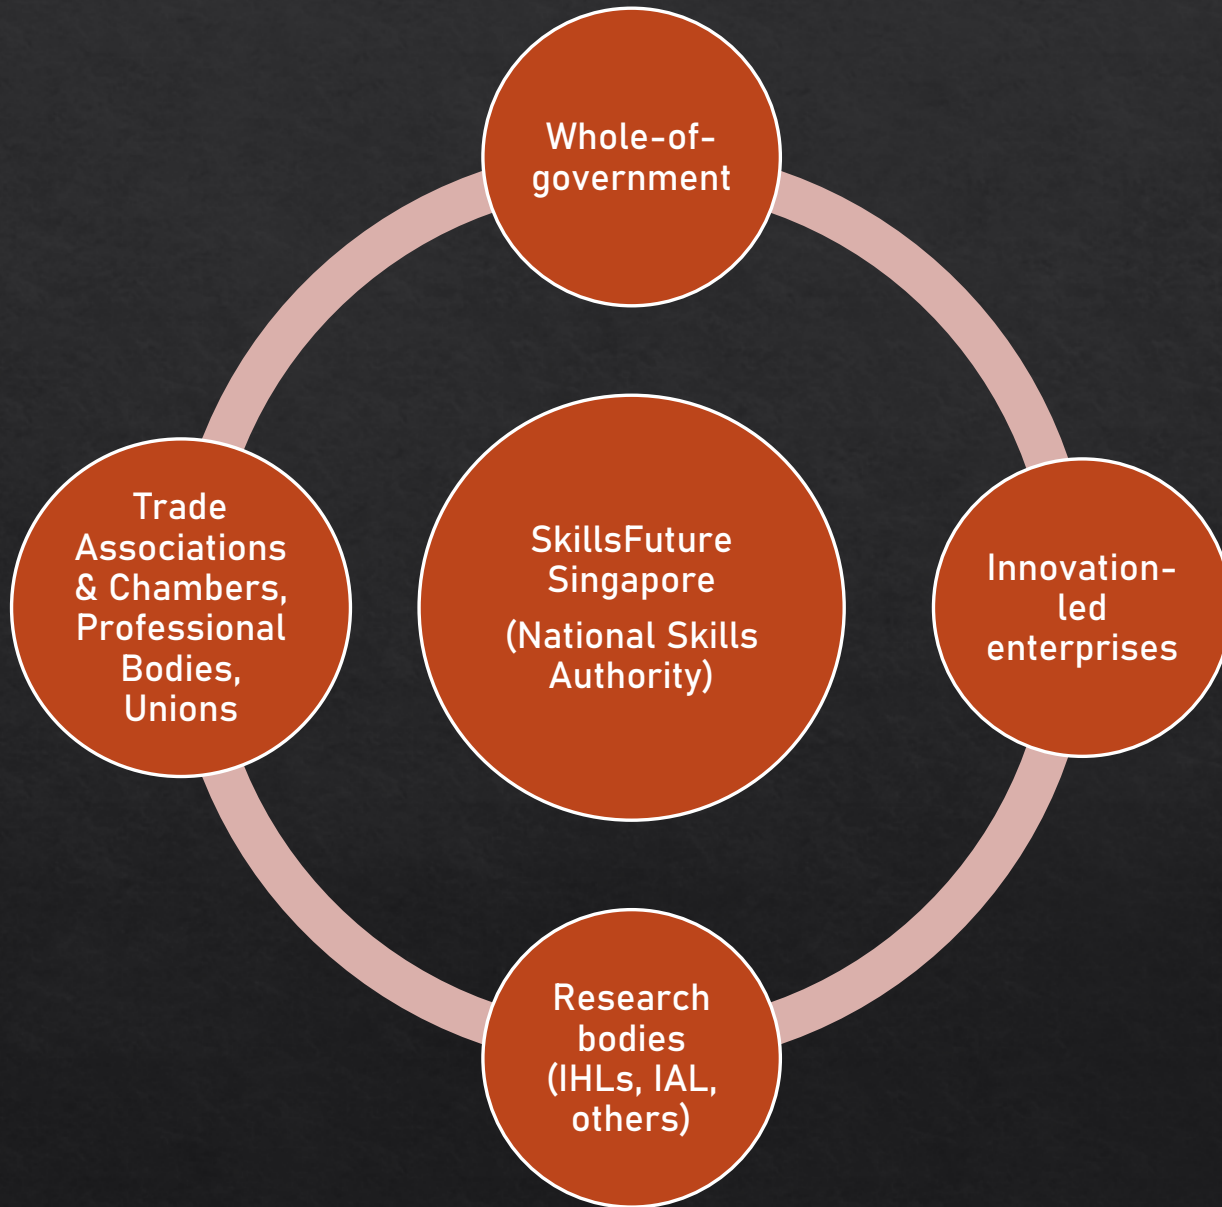 Whole-of-
government
Trade
Associations
& Chambers,
Professional
Bodies,
Unions
SkillsFuture
Singapore
(National Skills
Authority)
Innovation-
led
enterprises
Research
bodies
(IHLs, IAL,
others)